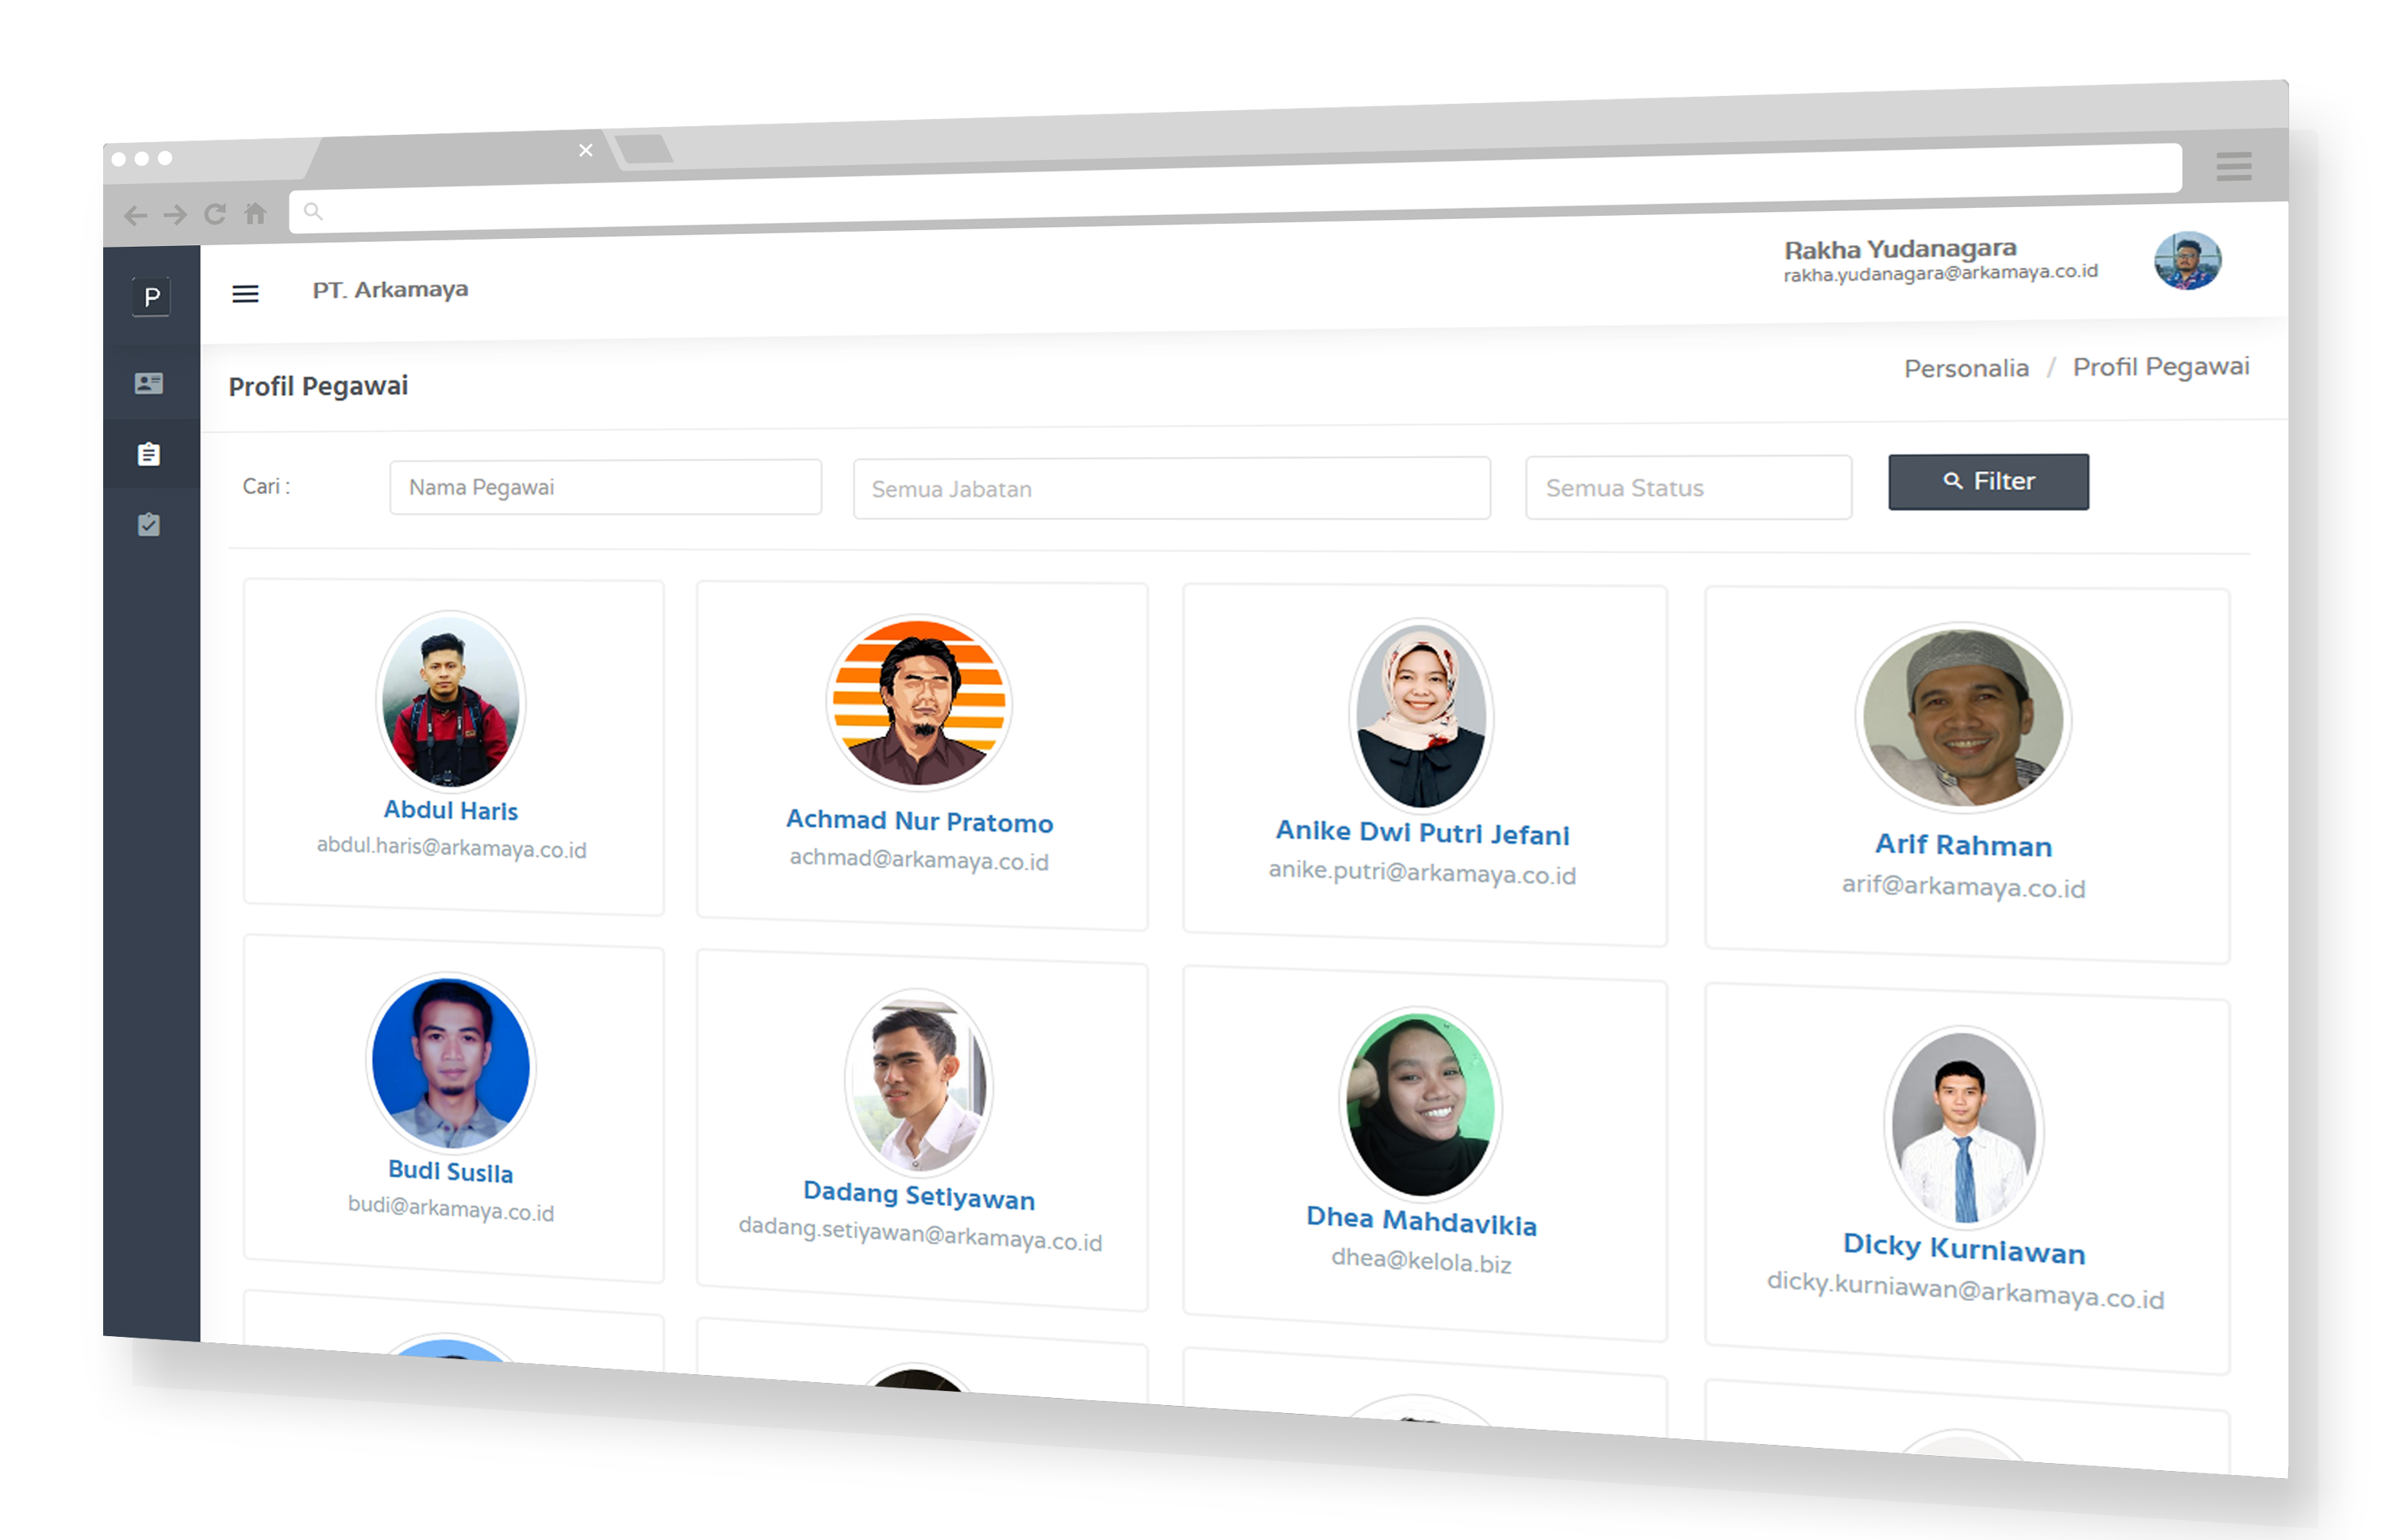 P
PT. Arkamaya
Rakha Yudanagara
rakha.yudanagara@arkamaya.co.id
Profil Pegawai
Personalia / Profil Pegawai
Cari :
Nama Pegawai
Semua Jabatan
Semua Status
Filter
Abdul Haris
abdul.haris@arkamaya.co.id
Achmad Nur Pratomo
achmad@arkamaya.co.id
Anike Dwi Putri Jefani
anike.putri@arkamaya.co.id
Arif Rahman
arif@arkamaya.co.id
Budi Susila
budi@arkamaya.co.id
Dadang Setiyawan
dadang.setiyawan@arkamaya.co.id
Dhea Mahdavikia
dhea@kelola.biz
Dicky Kurniawan
dicky.kurniawan@arkamaya.co.id